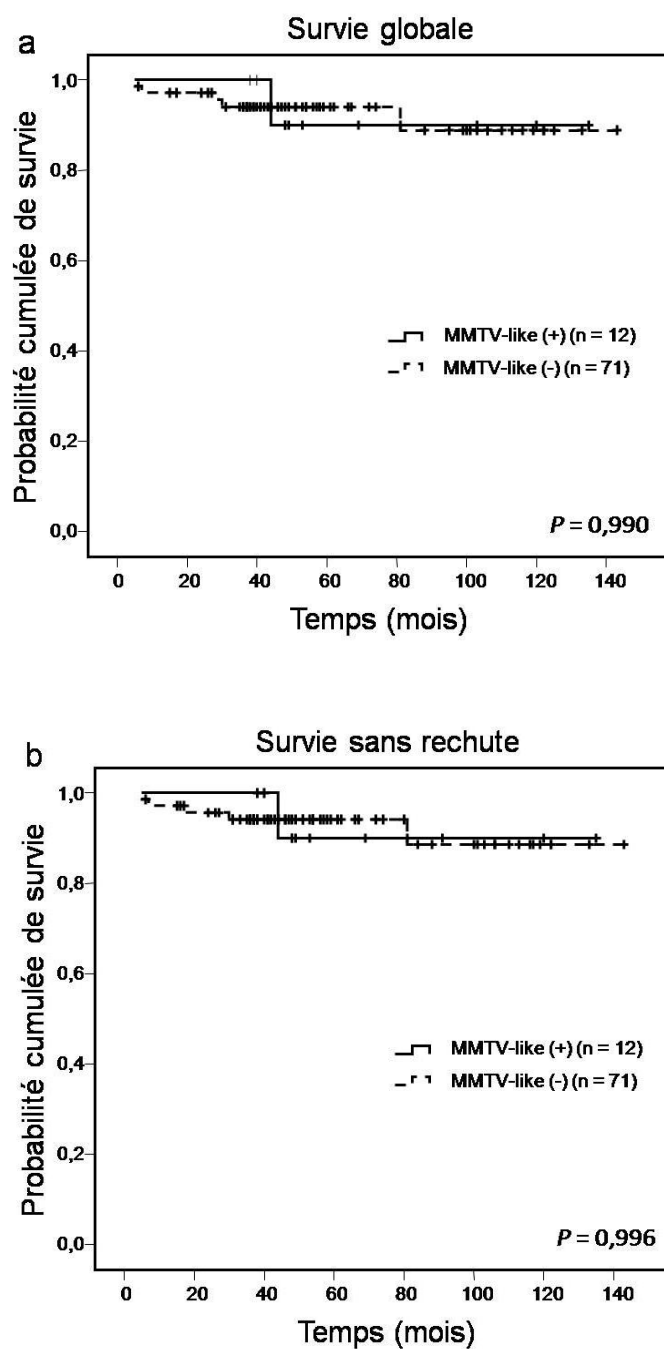 a
Survie globale
Probabilité cumulée de survie
1,0
0,8
0,6
0,4
0,2
0,0
MMTV-like (+) (n = 12)
MMTV-like (-) (n = 71)
P = 0,990
0 20 40 60 80 100 120 140
Temps (mois)
b
Survie sans rechute
Probabilité cumulée de survie
1,0
0,8
0,6
0,4
0,2
0,0
MMTV-like (+) (n = 12)
MMTV-like (-) (n = 71)
P = 0,996
0 20 40 60 80 100 120 140
Temps (mois)